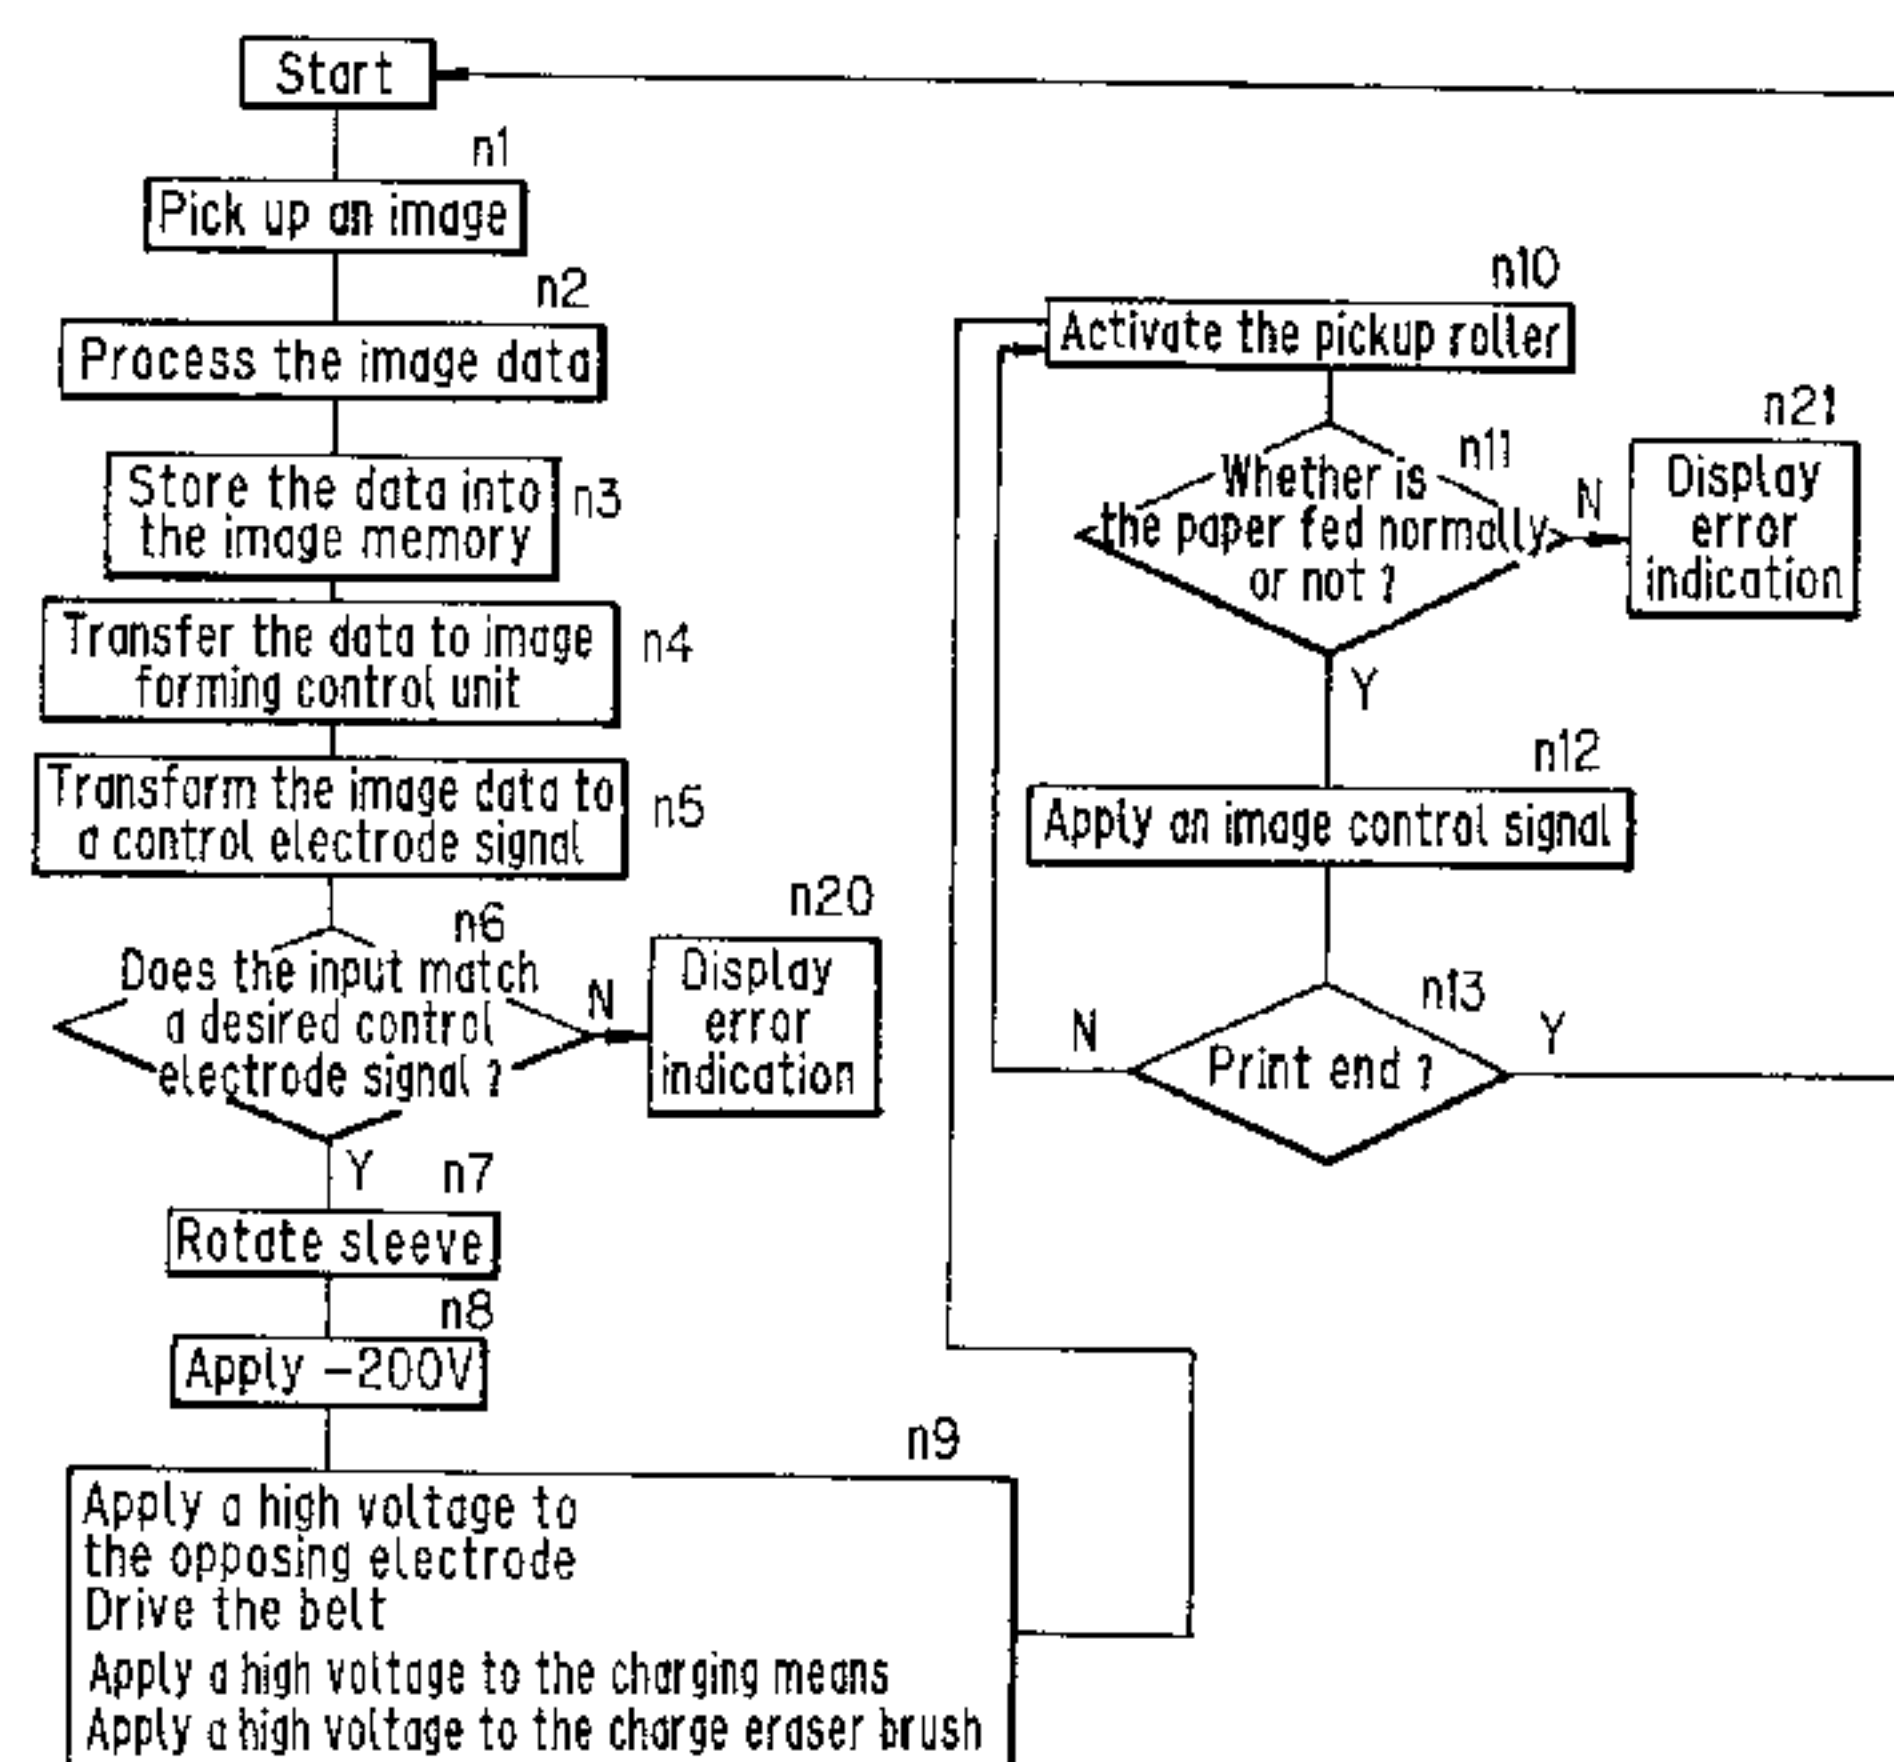 Start
n1
Pick up an image
n2
Process the image data
Store the data into
the image memory
n3
Transfer the data to image
forming control unit
n4
Transform the image data to
a control electrode signal
n5
n6
Does the input match
a desired control
electrode signal ?
N
n20
Display
error
indication
Y
n7
Rotate sleeve
n8
Apply -200V
n9
Apply a high voltage to
the opposing electrode
Drive the belt
Apply a high voltage to the charging means
Apply a high voltage to the charge eraser brush
n10
Activate the pickup roller
n11
Whether is
the paper fed normally
or not ?
N
n21
Display
error
indication
Y
n12
Apply an image control signal
n13
Print end ?
N
Y